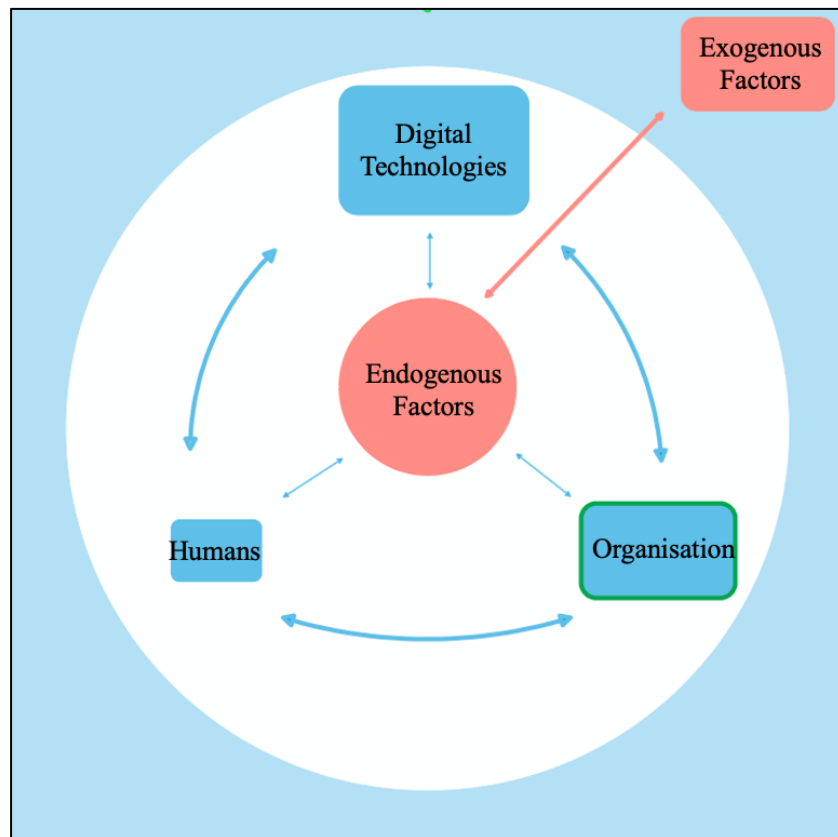 Exogenous
Factors
Digital
Technologies
Endogenous
Factors
Humans
Organisation